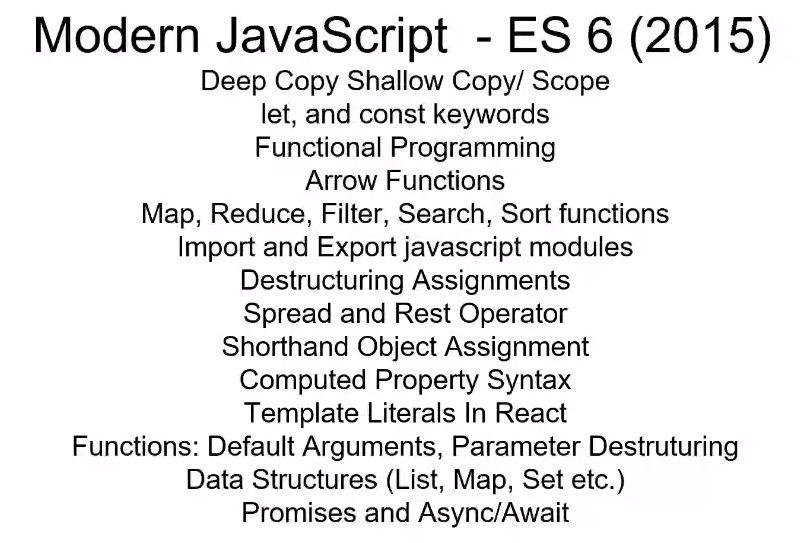 Modern JavaScript - ES 6 (2015)
Deep Copy Shallow Copy/ Scope
let, and const keywords
Functional Programming
Arrow Functions
Map, Reduce, Filter, Search, Sort functions
Import and Export javascript modules
Destructuring Assignments
Spread and Rest Operator
Shorthand Object Assignment
Computed Property Syntax
Template Literals In React
Functions: Default Arguments, Parameter Destruturing
Data Structures (List, Map, Set etc.)
Promises and Async/Await